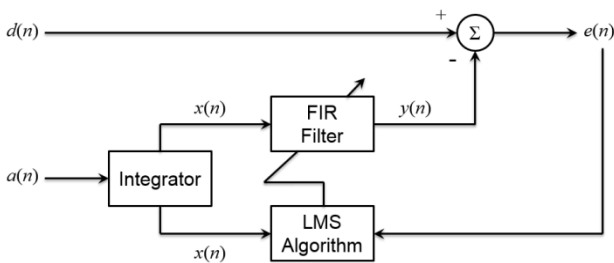 d(n)
+
Σ
e(n)
-
x(n)
FIR
Filter
y(n)
a(n)
Integrator
x(n)
LMS
Algorithm